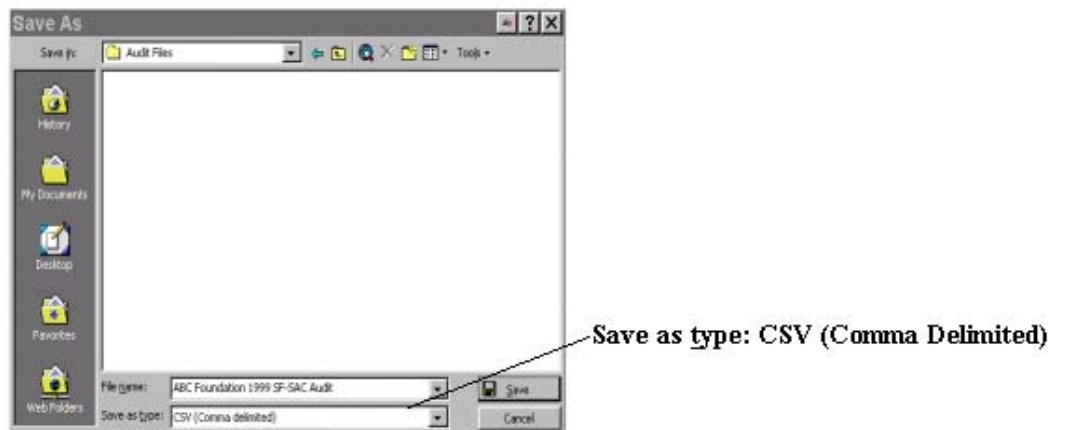 Save As
Save in: Audit Files Tools
History
My Documents
Desktop
Favorites
Web Folders
File name: ABC Foundation 1999 SF-SAC Audit Save
Save as type: CSV (Comma delimited) Cancel
Save as type: CSV (Comma Delimited)